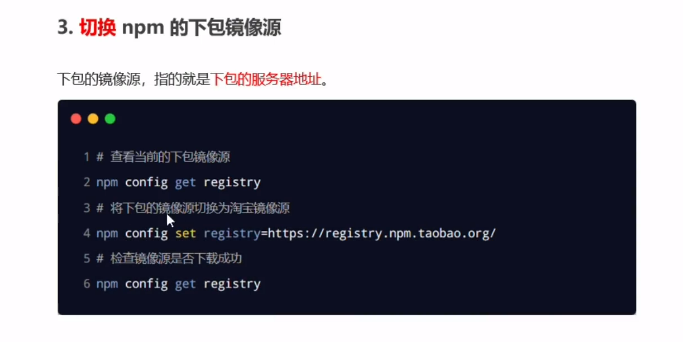 3. 切换 npm 的下包镜像源
下包的镜像源，指的就是下包的服务器地址。
1 # 查看当前的下包镜像源
2 npm config get registry
3 # 将下包的镜像源切换为淘宝镜像源
4 npm config set registry=https://registry.npm.taobao.org/
5 # 检查镜像源是否下载成功
6 npm config get registry